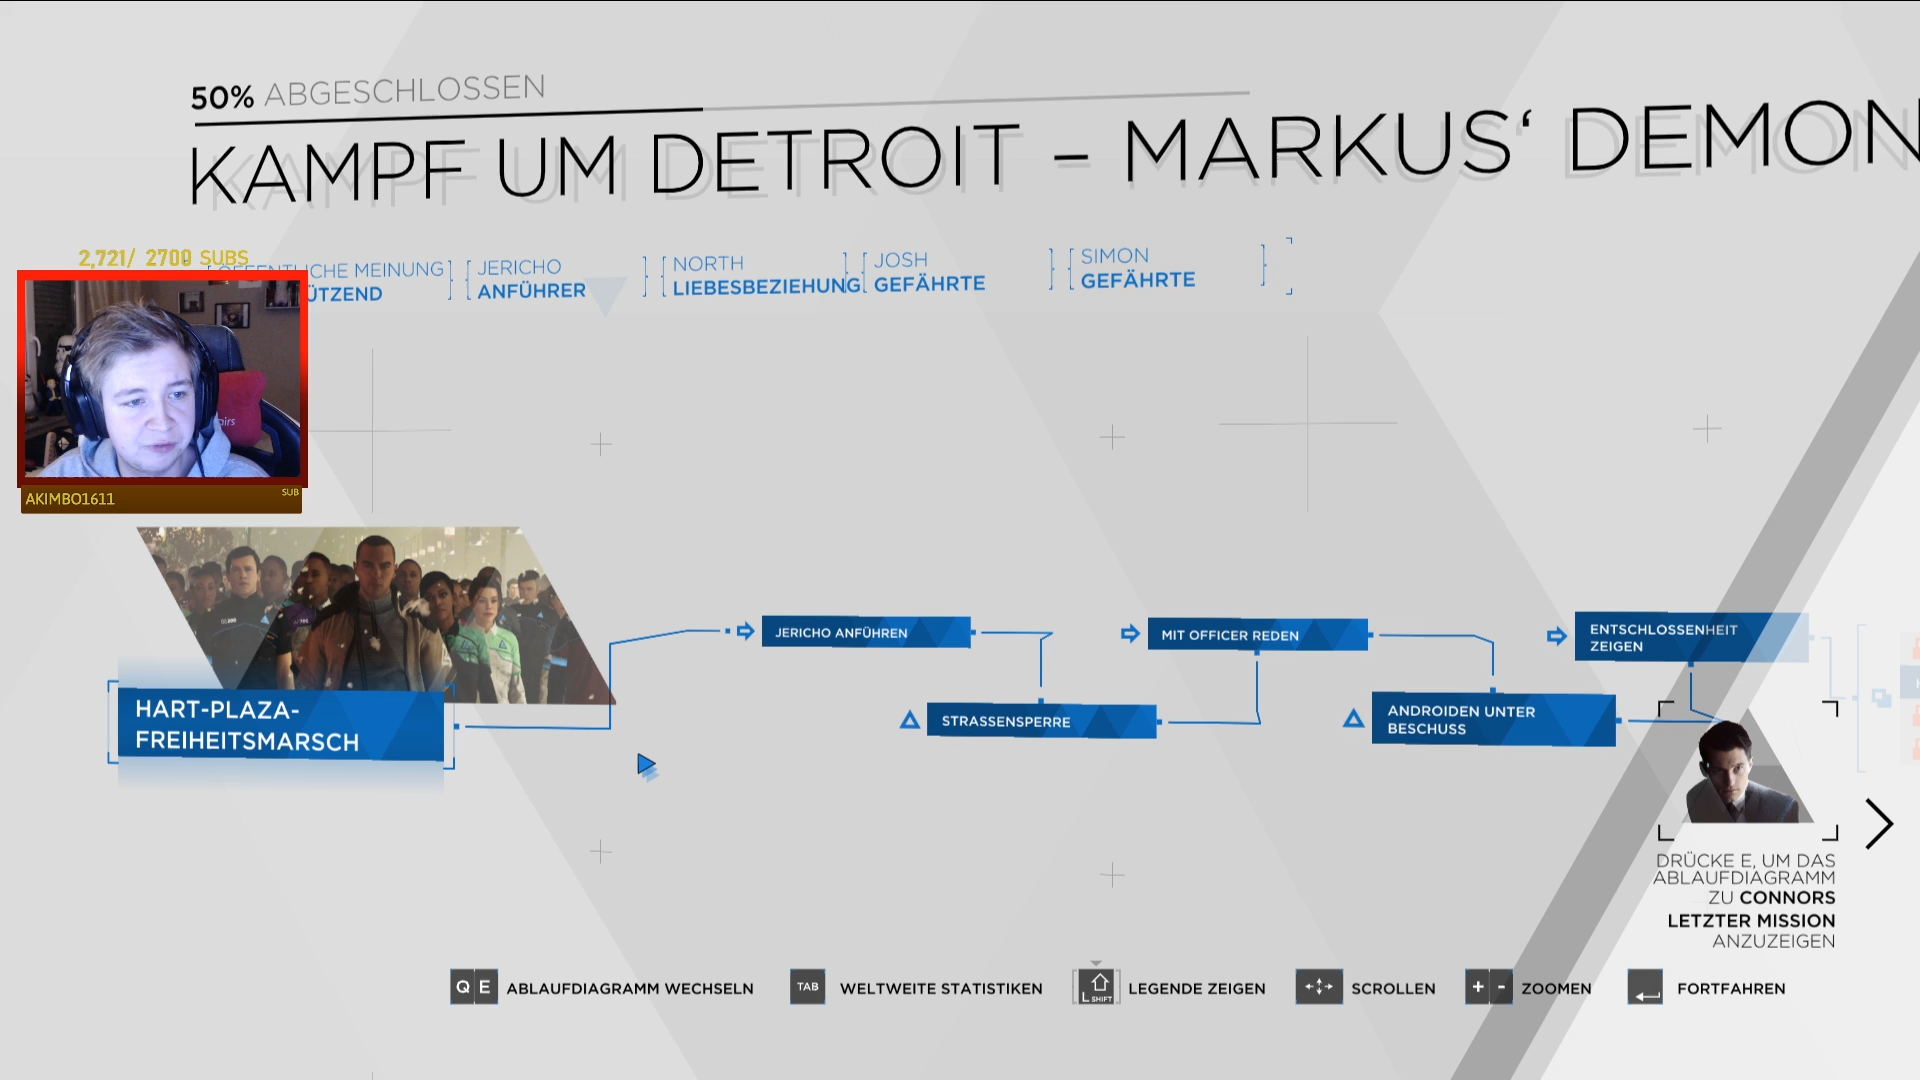 50% ABGESCHLOSSEN
KAMPF UM DETROIT – MARKUS‘ DEMON
2,721/ 2700 SUBS
ÖFFENTLICHE MEINUNG
ÜTZEND
JERICHO
ANFÜHRER
NORTH
LIEBESBEZIEHUNG
JOSH
GEFÄHRTE
SIMON
GEFÄHRTE
AKIMBO1611
SUB
HART-PLAZA-
FREIHEITSMARSCH
JERICHO ANFÜHREN
STRASSENSPERRE
MIT OFFICER REDEN
ANDROIDEN UNTER
BESCHUSS
ENTSCHLOSSENHEIT
ZEIGEN
DRÜCKE E, UM DAS
ABLAUFDIAGRAMM
ZU CONNORS
LETZTER MISSION
ANZUZEIGEN
Q E ABLAUFDIAGRAMM WECHSELN
TAB WELTWEITE STATISTIKEN
L SHIFT LEGENDE ZEIGEN
SCROLLEN
+ - ZOOMEN
FORTFAHREN